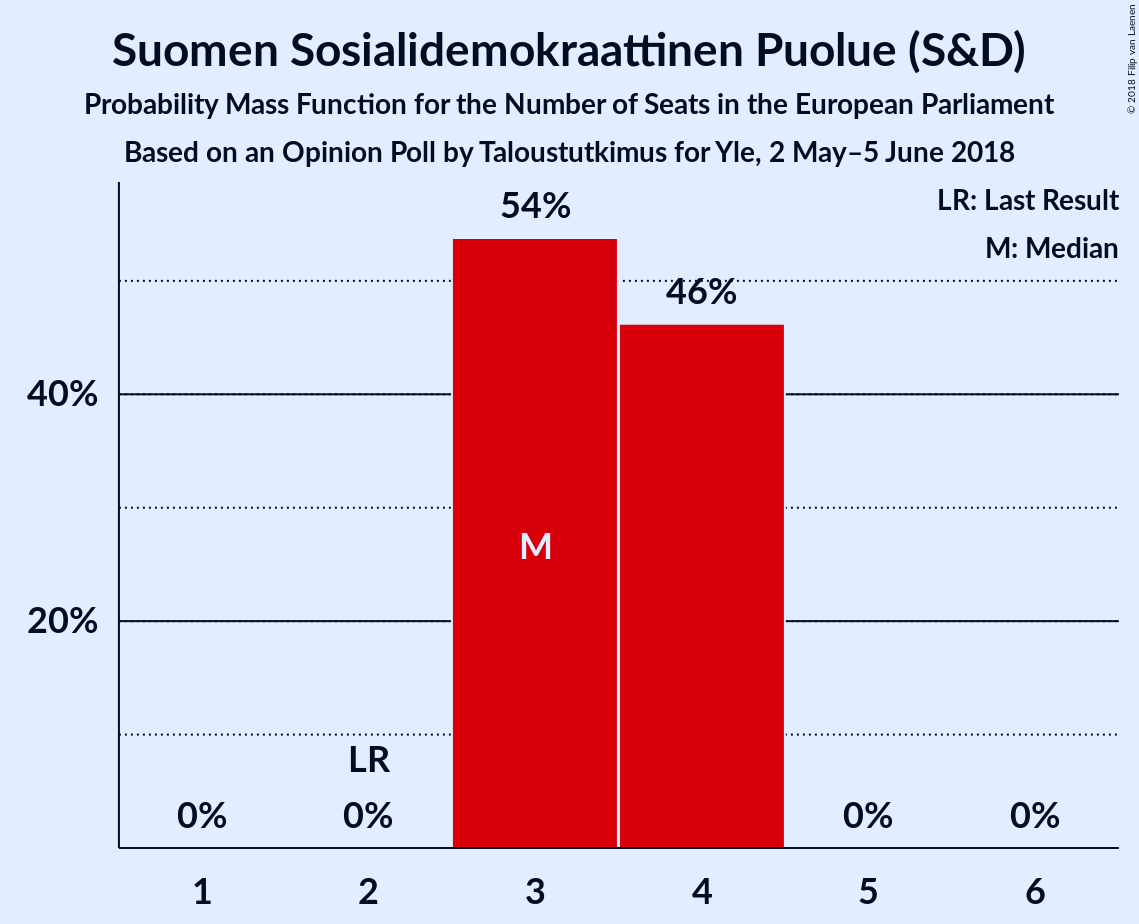 Suomen Sosialidemokraattinen Puolue (S&D)
Probability Mass Function for the Number of Seats in the European Parliament
Based on an Opinion Poll by Taloustutkimus for Yle, 2 May–5 June 2018
© 2018 Filip van Laenen
LR: Last Result
M: Median
54%
46%
40%
M
20%
LR
0% 0% 0% 0%
1 2 3 4 5 6